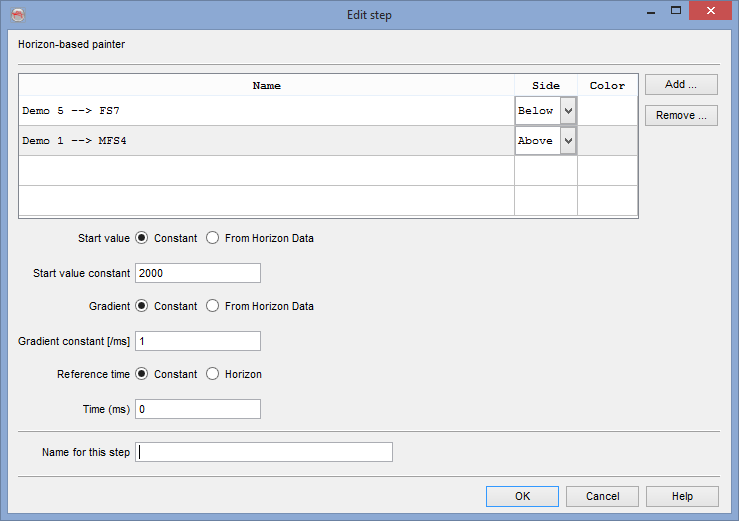 Edit step
Horizon-based painter
Name Side Color
Demo 5 --> FS7 Below
Add ...
Demo 1 --> MFS4 Above
Remove ...
Start value Constant From Horizon Data
Start value constant 2000
Gradient Constant From Horizon Data
Gradient constant [/ms] 1
Reference time Constant Horizon
Time (ms) 0
Name for this step
OK Cancel Help